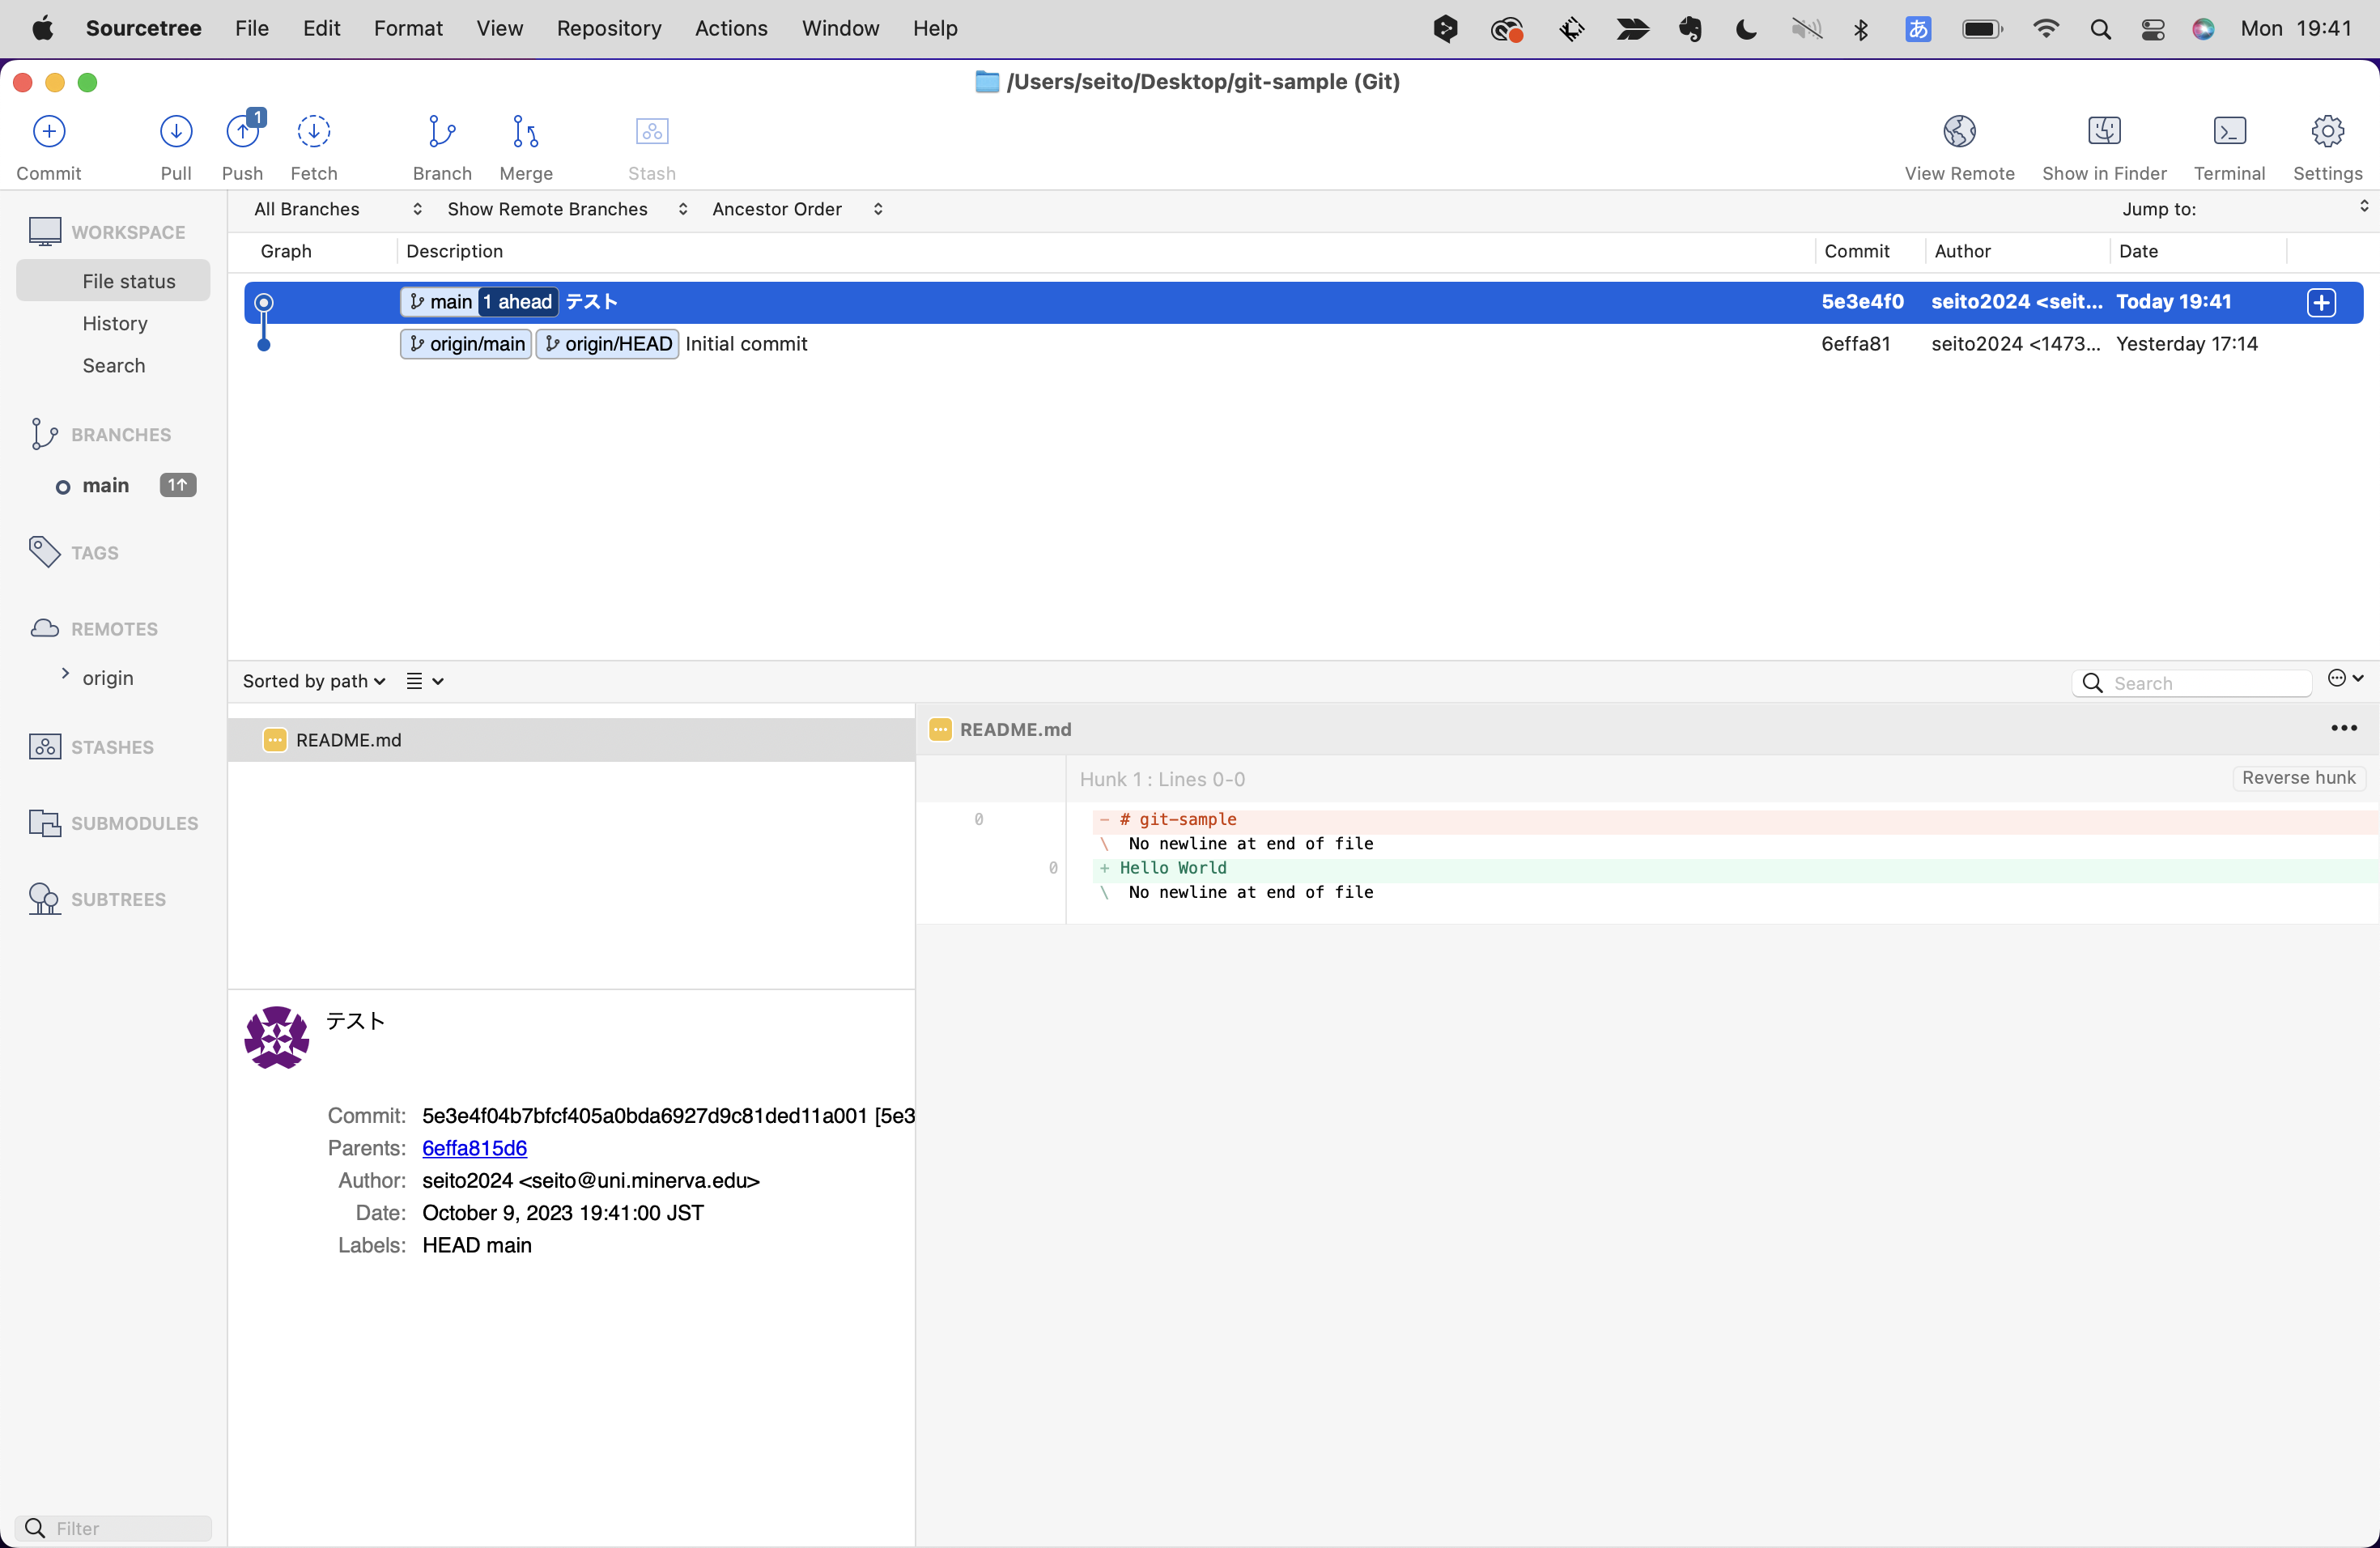 Sourcetree File Edit Format View Repository Actions Window Help あ Mon 19:41
/Users/seito/Desktop/git-sample (Git)
1
Commit Pull Push Fetch Branch Merge Stash View Remote Show in Finder Terminal Settings
All Branches Show Remote Branches Ancestor Order Jump to:
Graph Description Commit Author Date
main 1 ahead テスト 5e3e4f0 seito2024 <seit... Today 19:41
origin/main origin/HEAD Initial commit 6effa81 seito2024 <1473... Yesterday 17:14
WORKSPACE
File status
History
Search
BRANCHES
main 1↑
TAGS
REMOTES
origin
STASHES
SUBMODULES
SUBTREES
Filter
Sorted by path Search
README.md
README.md
Hunk 1 : Lines 0-0 Reverse hunk
0 - # git-sample
\ No newline at end of file
0 + Hello World
\ No newline at end of file
テスト
Commit: 5e3e4f04b7bfcf405a0bda6927d9c81ded11a001 [5e3
Parents: 6effa815d6
Author: seito2024 <seito@uni.minerva.edu>
Date: October 9, 2023 19:41:00 JST
Labels: HEAD main